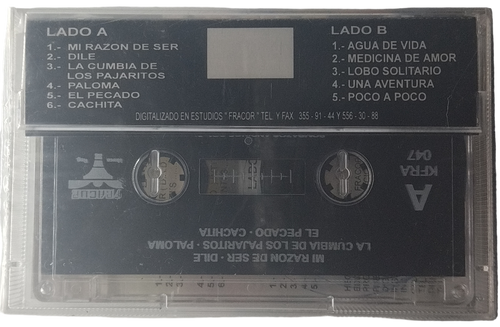 LADO A
1.- MI RAZON DE SER
2.- DILE
3.- LA CUMBIA DE
LOS PAJARITOS
4.- PALOMA
5.- EL PECADO
6.- CACHITA
LADO B
1.- AGUA DE VIDA
2.- MEDICINA DE AMOR
3.- LOBO SOLITARIO
4.- UNA AVENTURA
5.- POCO A POCO
DIGITALIZADO EN ESTUDIOS "FRACOR" TEL. Y FAX 355-91-44 Y 556-30-88
A
KFRA
047
FRACOR
LADO
MI RAZON DE SER · DILE
LA CUMBIA DE LOS PAJARITOS · PALOMA
EL PECADO · CACHITA